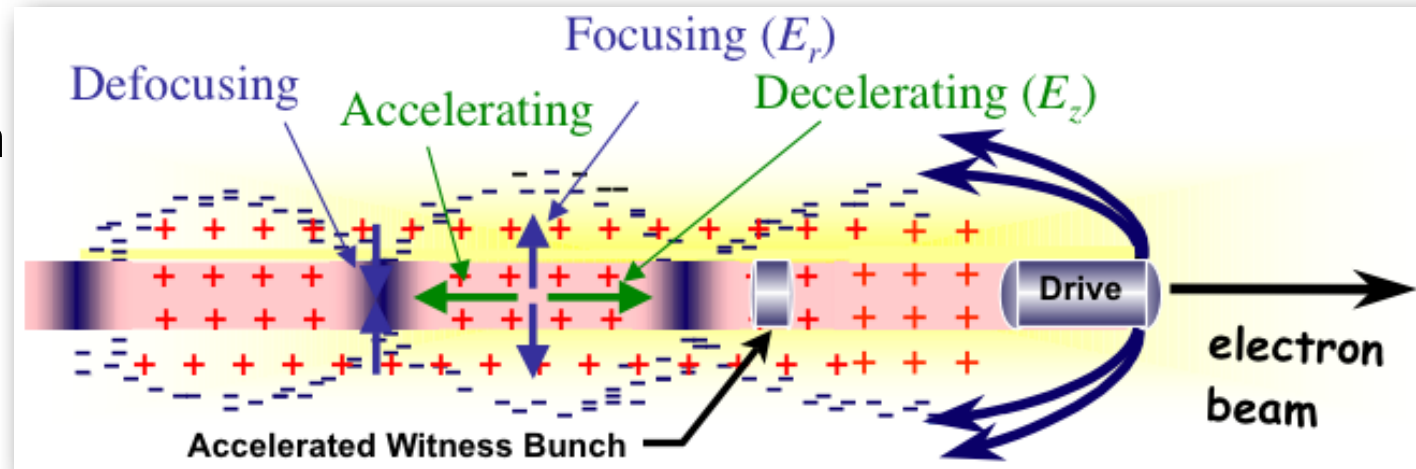 Focusing (E_r)
Defocusing
Accelerating
Decelerating (E_z)
Drive
electron
beam
Accelerated Witness Bunch